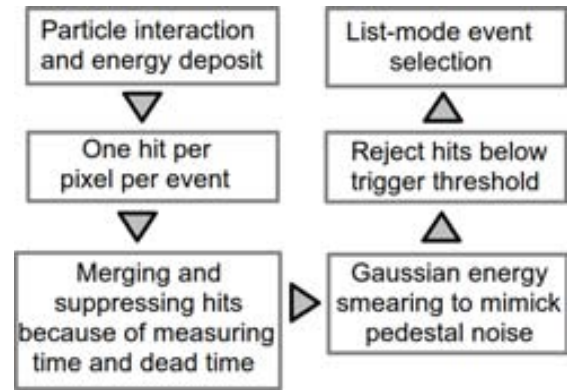 Particle interaction
and energy deposit
One hit per
pixel per event
Merging and
suppressing hits
because of measuring
time and dead time
Gaussian energy
smearing to mimick
pedestal noise
Reject hits below
trigger threshold
List-mode event
selection